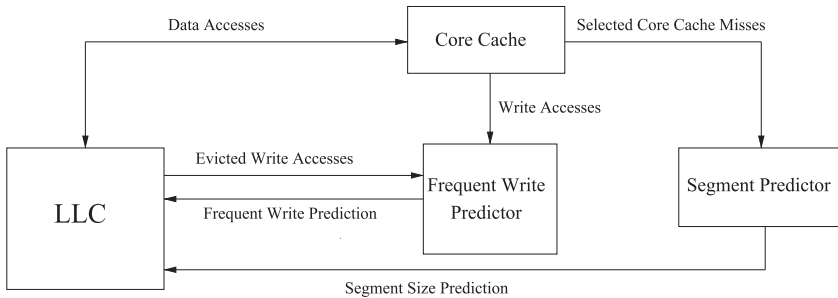 Data Accesses
Core Cache
Selected Core Cache Misses
Write Accesses
Evicted Write Accesses
LLC
Frequent Write
Predictor
Segment Predictor
Frequent Write Prediction
Segment Size Prediction